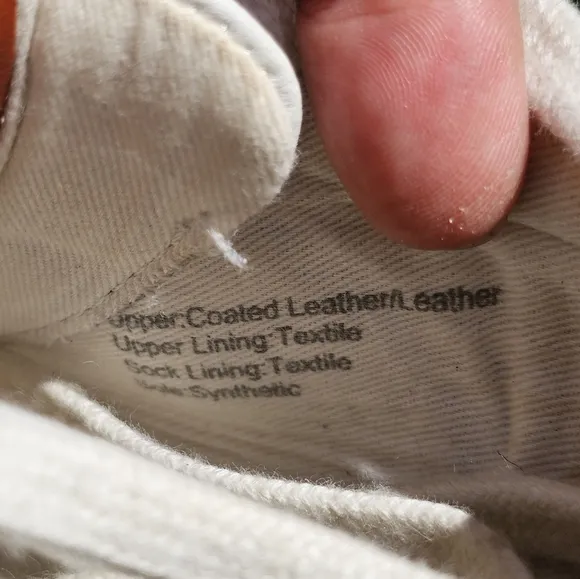 Upper:Coated Leather/Leather
Upper Lining:Textile
Sock Lining:Textile
Sole:Synthetic